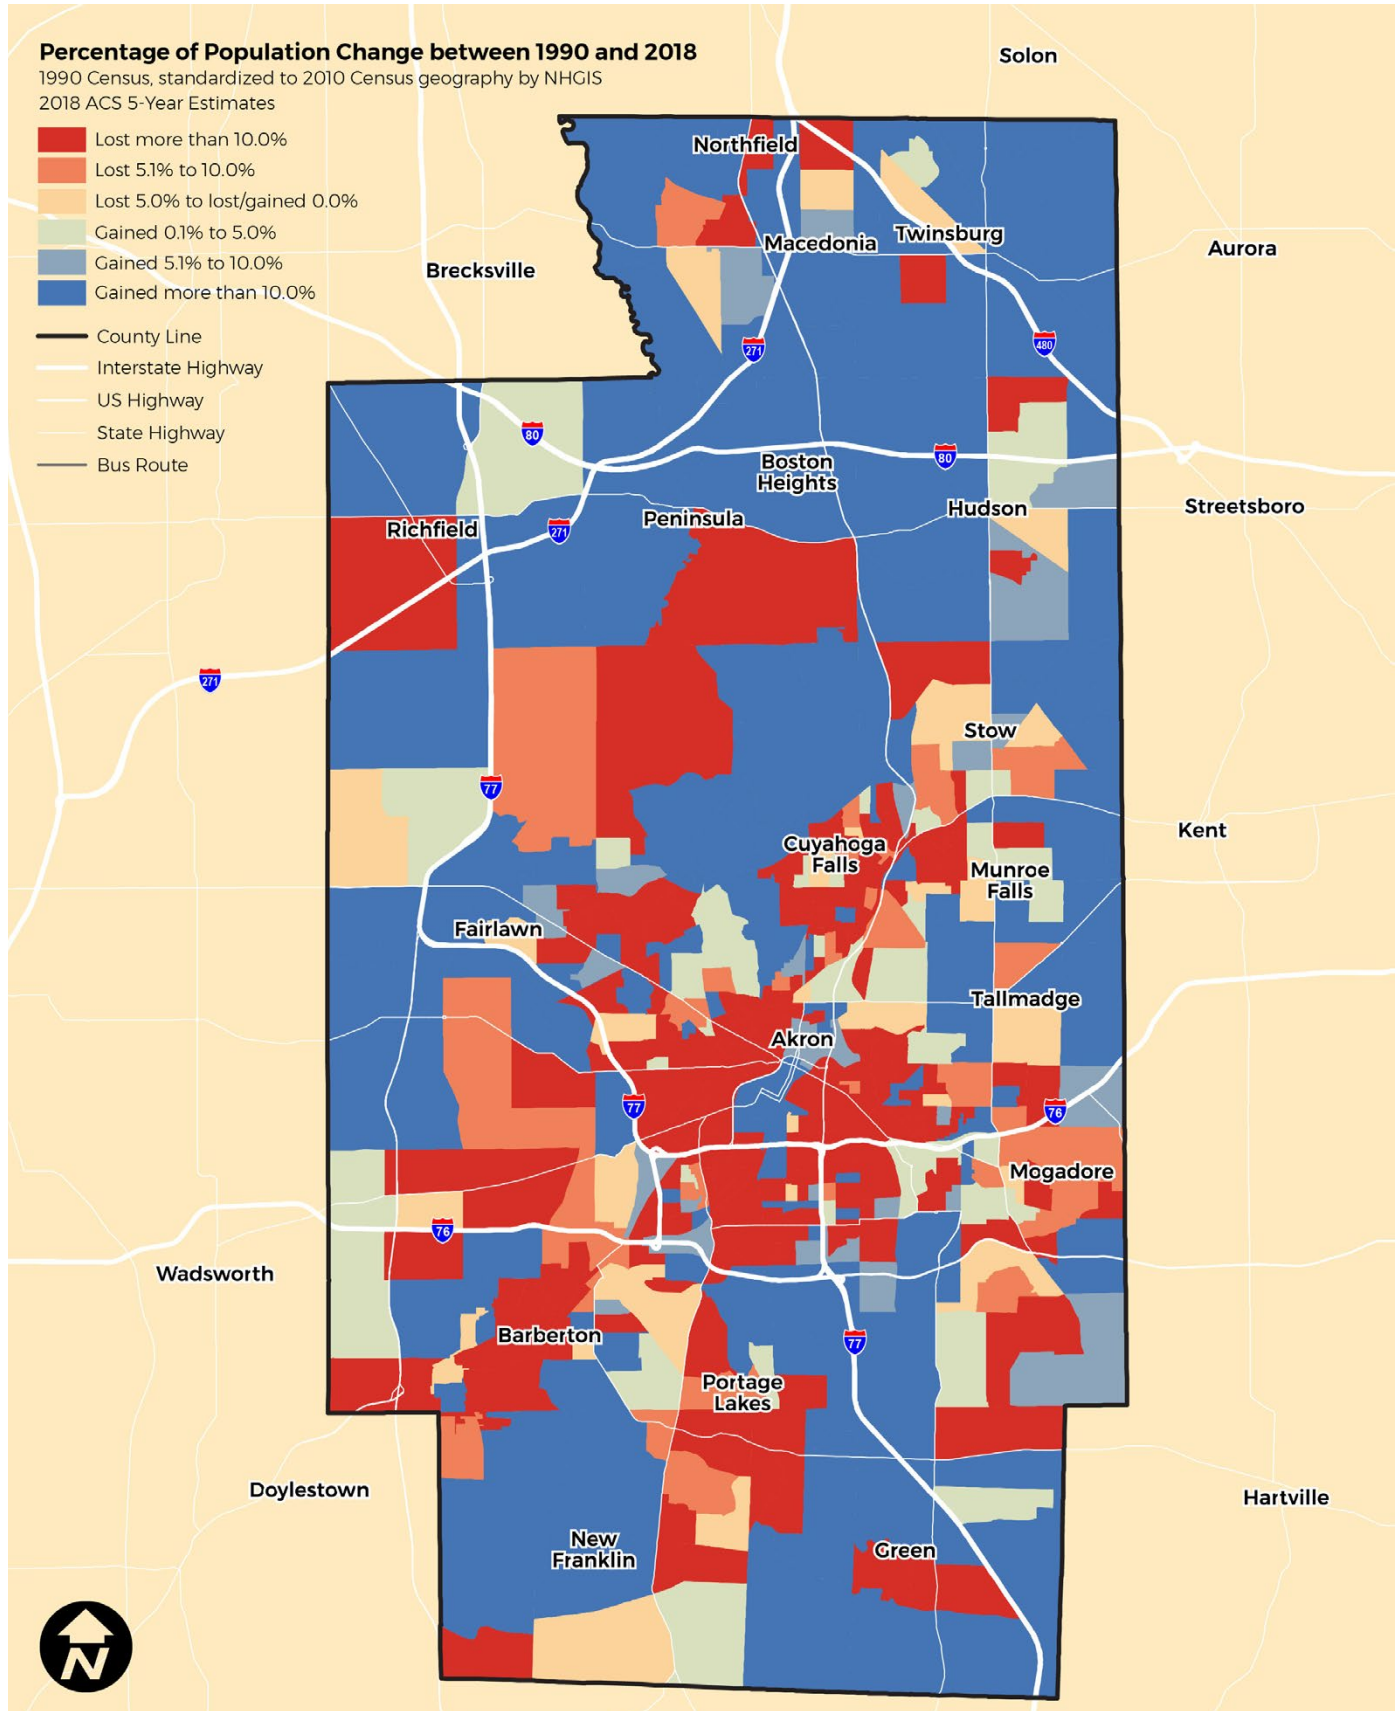 Percentage of Population Change between 1990 and 2018
1990 Census, standardized to 2010 Census geography by NHGIS
2018 ACS 5-Year Estimates
Lost more than 10.0%
Lost 5.1% to 10.0%
Lost 5.0% to lost/gained 0.0%
Gained 0.1% to 5.0%
Gained 5.1% to 10.0%
Gained more than 10.0%
County Line
Interstate Highway
US Highway
State Highway
Bus Route
Solon
Northfield
Macedonia
Twinsburg
Aurora
Brecksville
271
480
80
Boston
Heights
80
Richfield
271
Peninsula
Hudson
Streetsboro
271
Stow
77
Cuyahoga
Falls
Munroe
Falls
Kent
Fairlawn
Tallmadge
Akron
77
76
Mogadore
76
Wadsworth
Barberton
77
Portage
Lakes
Doylestown
Hartville
New
Franklin
Green
N